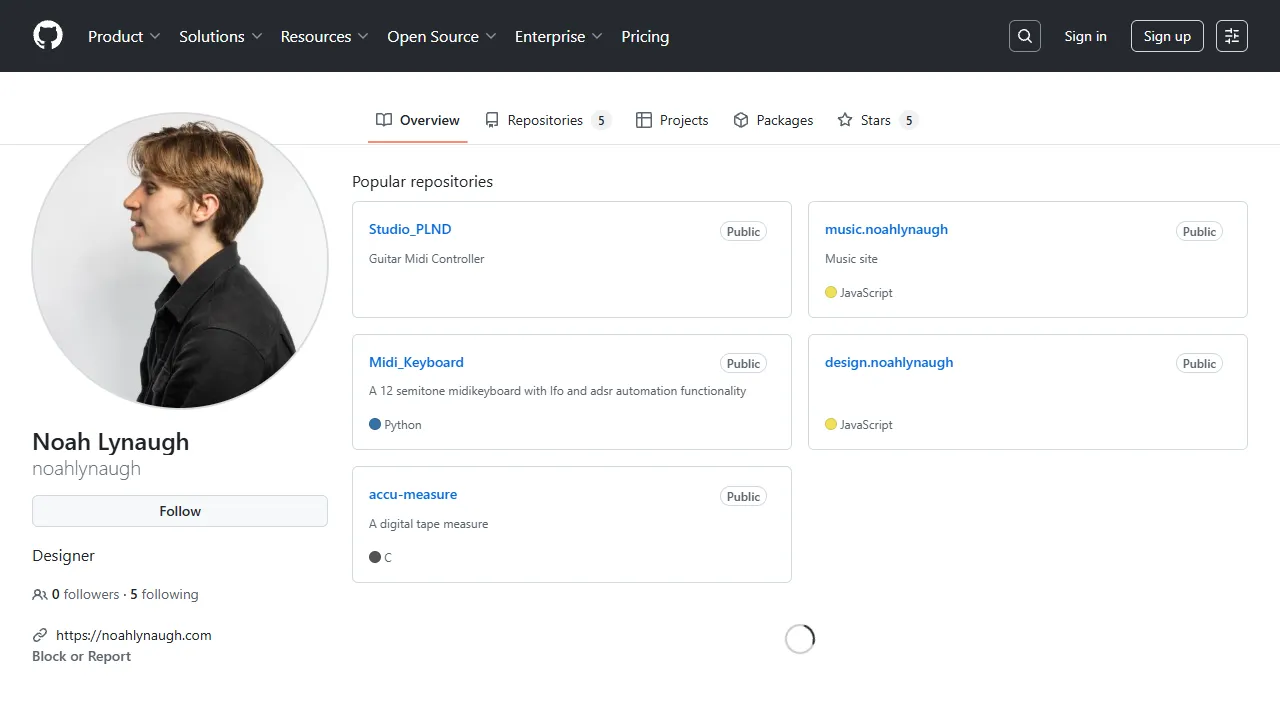 Product Solutions Resources Open Source Enterprise Pricing Sign in Sign up
Overview Repositories 5 Projects Packages Stars 5
Noah Lynaugh
noahlynaugh
Follow
Designer
0 followers · 5 following
https://noahlynaugh.com
Block or Report
Popular repositories
Studio_PLND Public
Guitar Midi Controller
music.noahlynaugh Public
Music site
JavaScript
Midi_Keyboard Public
A 12 semitone midikeyboard with lfo and adsr automation functionality
Python
design.noahlynaugh Public
JavaScript
accu-measure Public
A digital tape measure
C